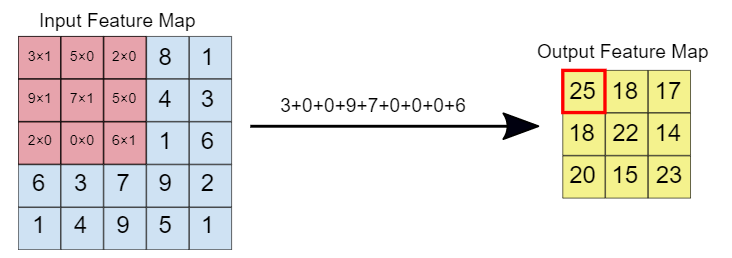 Input Feature Map
3×1 5×0 2×0 8 1
9×1 7×1 5×0 4 3
2×0 0×0 6×1 1 6
6 3 7 9 2
1 4 9 5 1
3+0+0+9+7+0+0+0+6
Output Feature Map
25 18 17
18 22 14
20 15 23